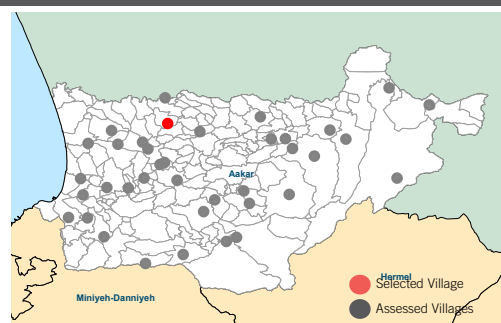 Aakar
Hermel
Selected Village
Miniyeh-Danniyeh
Assessed Villages